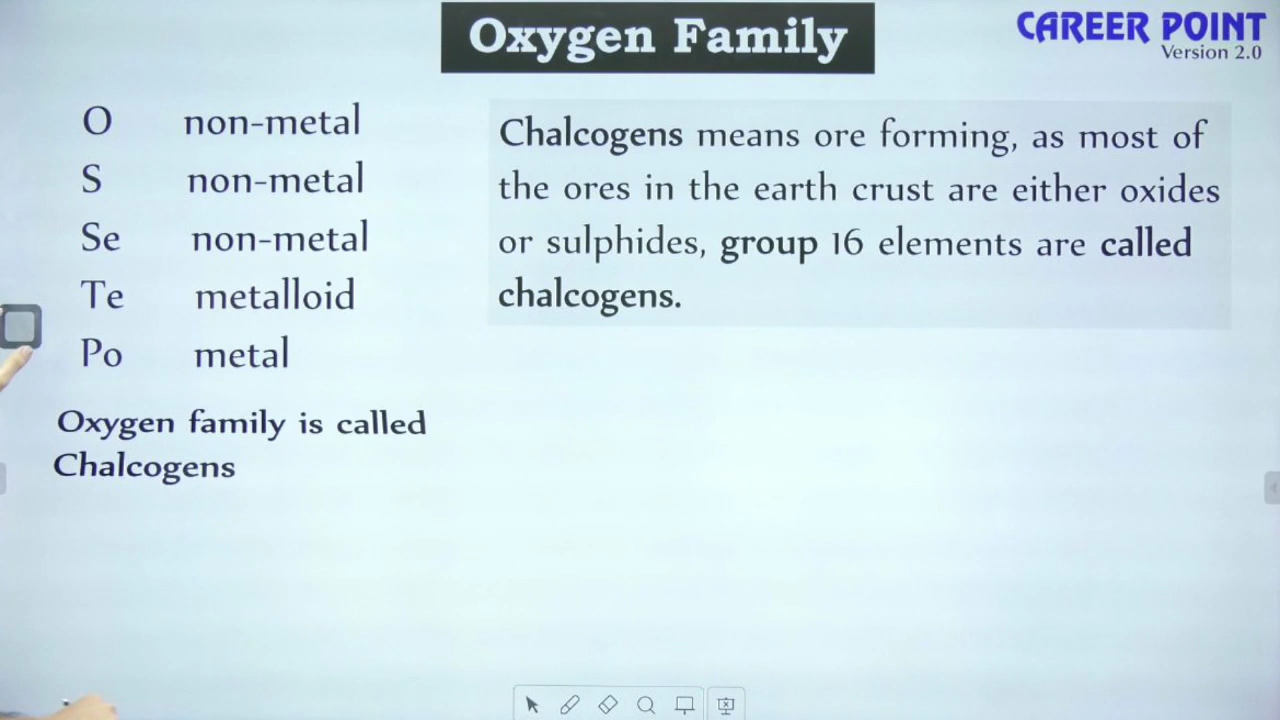 Oxygen Family
CAREER POINT
Version 2.0
O non-metal
S non-metal
Se non-metal
Te metalloid
Po metal
Oxygen family is called
Chalcogens
Chalcogens means ore forming, as most of
the ores in the earth crust are either oxides
or sulphides, group 16 elements are called
chalcogens.